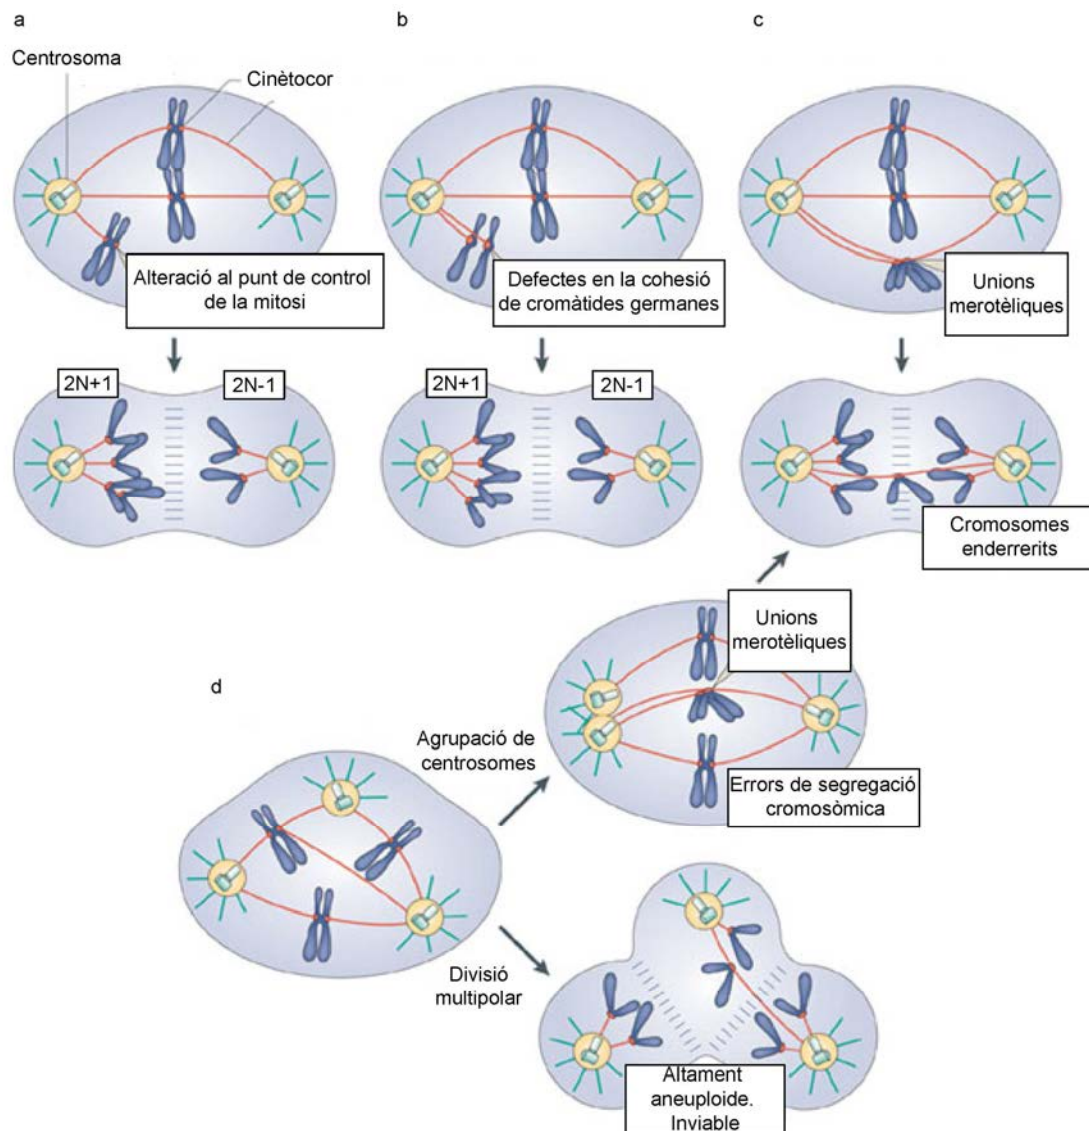 a
b
c
Centrosoma
Cinètocor
Alteració al punt de control
de la mitosi
Defectes en la cohesió
de cromàtides germanes
Unions
merotèliques
2N+1
2N-1
2N+1
2N-1
Cromosomes
enderrerits
Unions
merotèliques
d
Agrupació de
centrosomes
Errors de segregació
cromosòmica
Divisió
multipolar
Altament
aneuploide.
Inviable